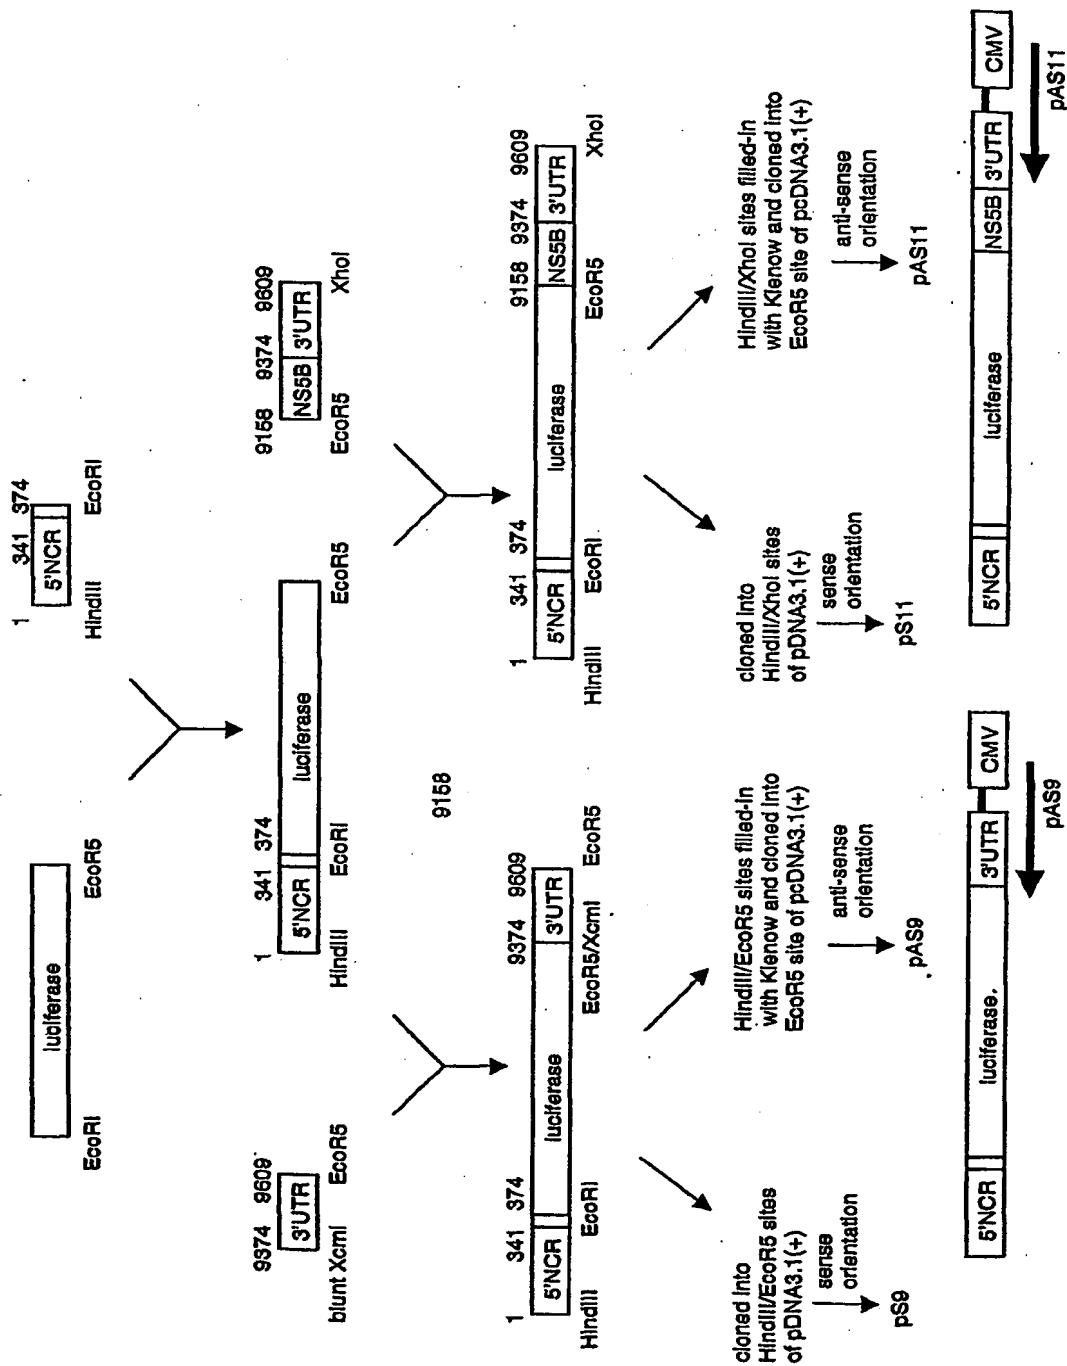 luciferase
EcoRI EcoR5
1 341 374
5'NCR
HindIII EcoRI
9374 9609
3'UTR
blunt XcmI EcoR5
1 341 374
5'NCR luciferase
HindIII EcoRI EcoR5
9158 9374 9609
NS5B 3'UTR
EcoR5 XhoI
9158
1 341 374 9374 9609
5'NCR luciferase 3'UTR
HindIII EcoRI EcoR5/XcmI EcoR5
1 341 374 9158 9374 9609
5'NCR luciferase NS5B 3'UTR
HindIII EcoRI EcoR5 XhoI
cloned into
HindIII/EcoR5 sites
of pDNA3.1(+)
sense
orientation
pS9
HindIII/EcoR5 sites filled-in
with Klenow and cloned into
EcoR5 site of pcDNA3.1(+)
anti-sense
orientation
pAS9
cloned into
HindIII/XhoI sites
of pDNA3.1(+)
sense
orientation
pS11
HindIII/XhoI sites filled-in
with Klenow and cloned into
EcoR5 site of pcDNA3.1(+)
anti-sense
orientation
pAS11
5'NCR luciferase. 3'UTR CMV
pAS9
5'NCR luciferase NS5B 3'UTR CMV
pAS11